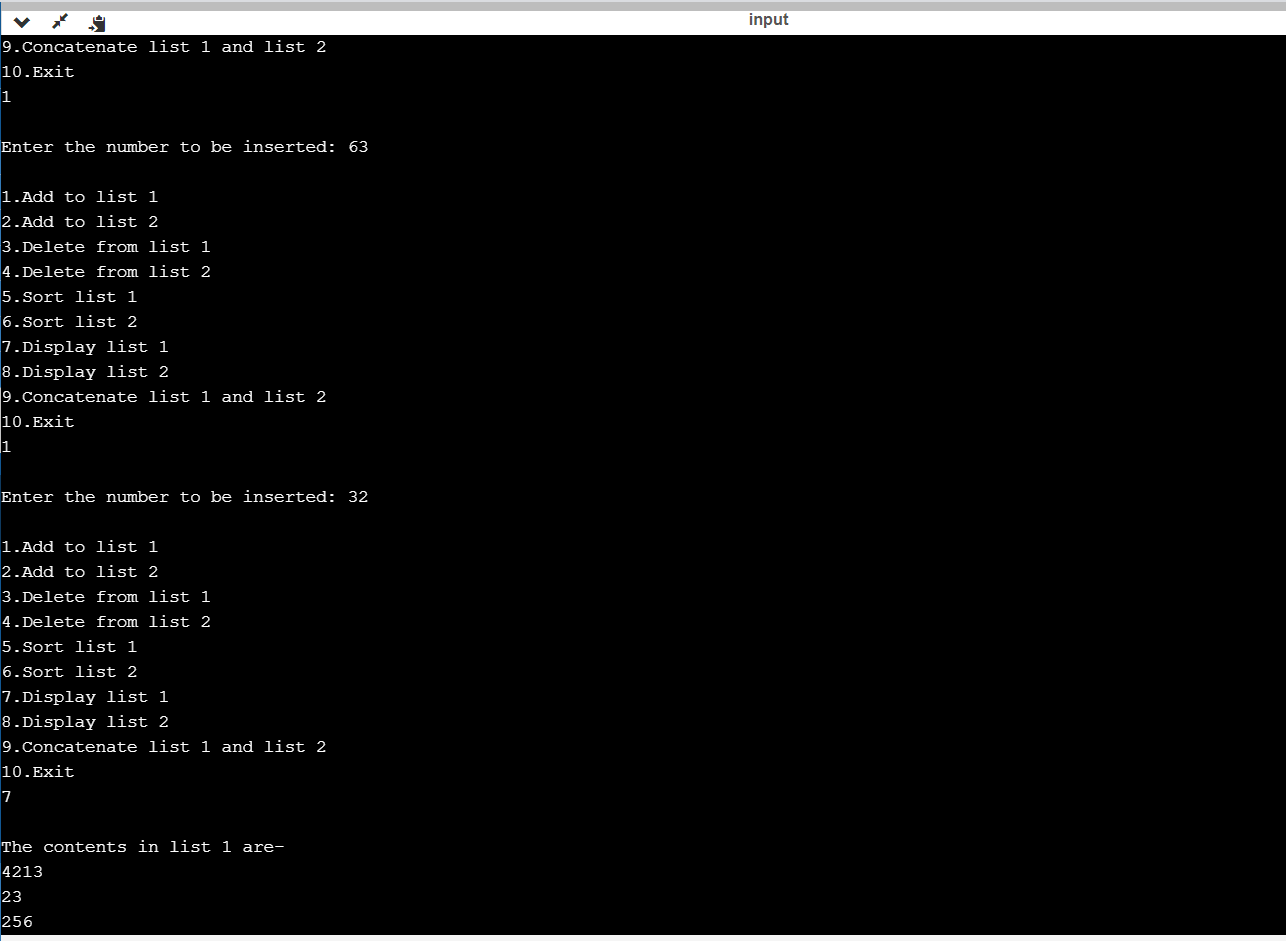 input
9.Concatenate list 1 and list 2
10.Exit
1
Enter the number to be inserted: 63
1.Add to list 1
2.Add to list 2
3.Delete from list 1
4.Delete from list 2
5.Sort list 1
6.Sort list 2
7.Display list 1
8.Display list 2
9.Concatenate list 1 and list 2
10.Exit
1
Enter the number to be inserted: 32
1.Add to list 1
2.Add to list 2
3.Delete from list 1
4.Delete from list 2
5.Sort list 1
6.Sort list 2
7.Display list 1
8.Display list 2
9.Concatenate list 1 and list 2
10.Exit
7
The contents in list 1 are-
4213
23
256